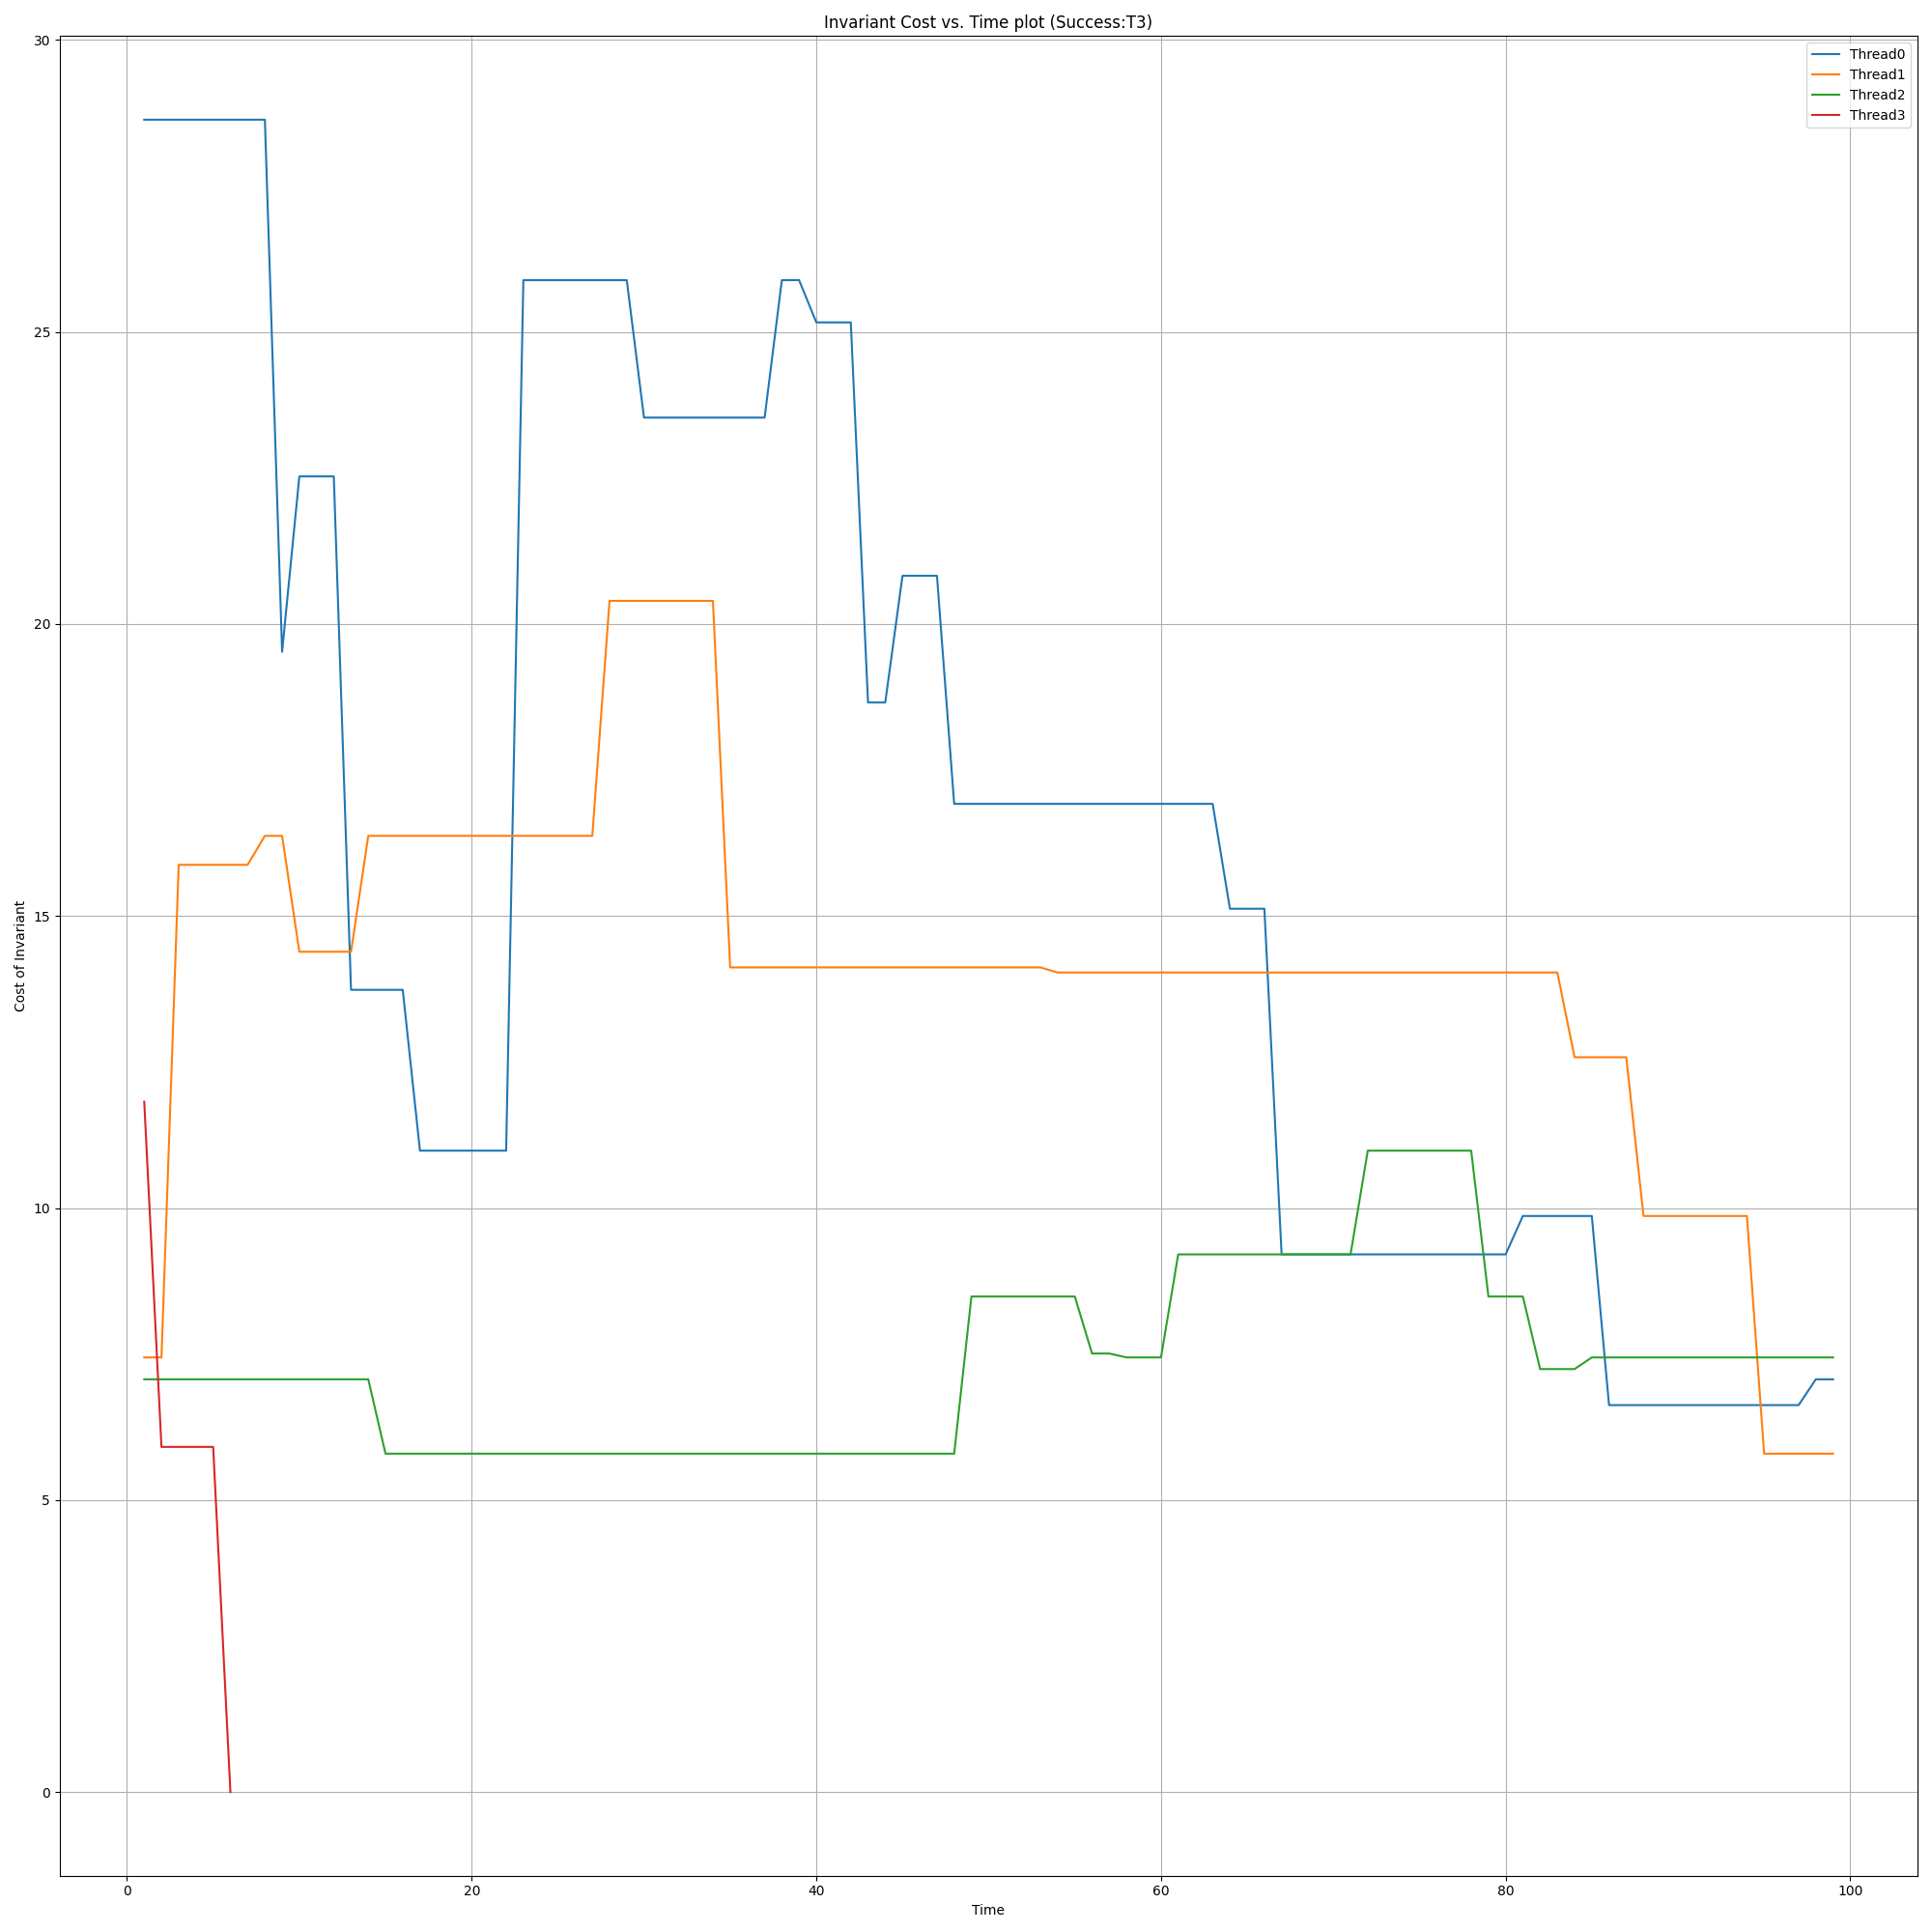 Invariant Cost vs. Time plot (Success:T3)
Thread0
Thread1
Thread2
Thread3
30
25
20
15
10
5
0
Cost of Invariant
0 20 40 60 80 100
Time